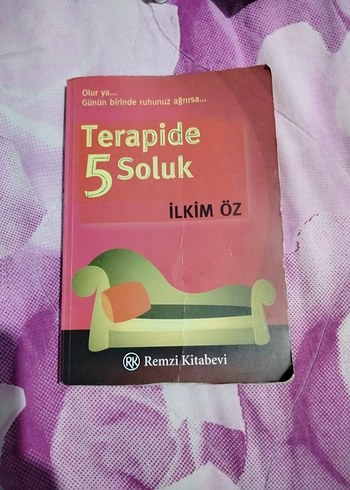 Olur ya...
Günün birinde ruhunuz ağrırsa...
Terapide
5 Soluk
İLKİM ÖZ
RK Remzi Kitabevi